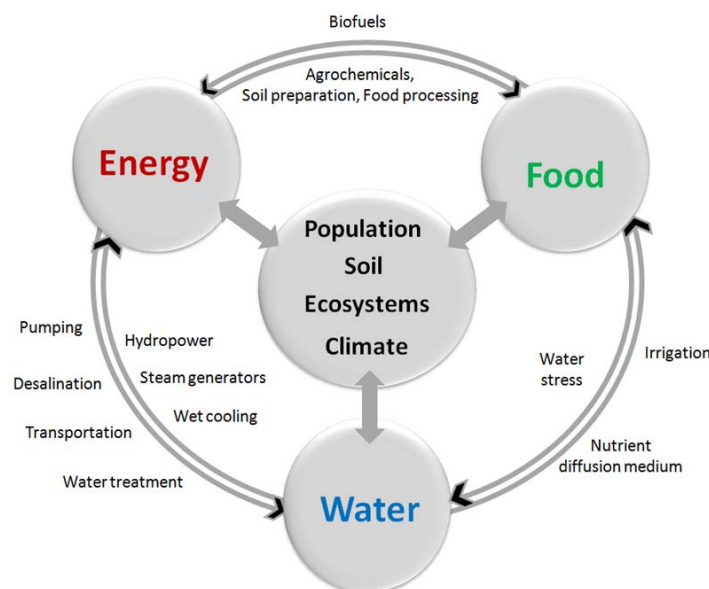 Biofuels
Agrochemicals,
Soil preparation, Food processing
Energy
Food
Population
Soil
Ecosystems
Climate
Pumping
Desalination
Transportation
Water treatment
Hydropower
Steam generators
Wet cooling
Water
stress
Irrigation
Nutrient
diffusion medium
Water